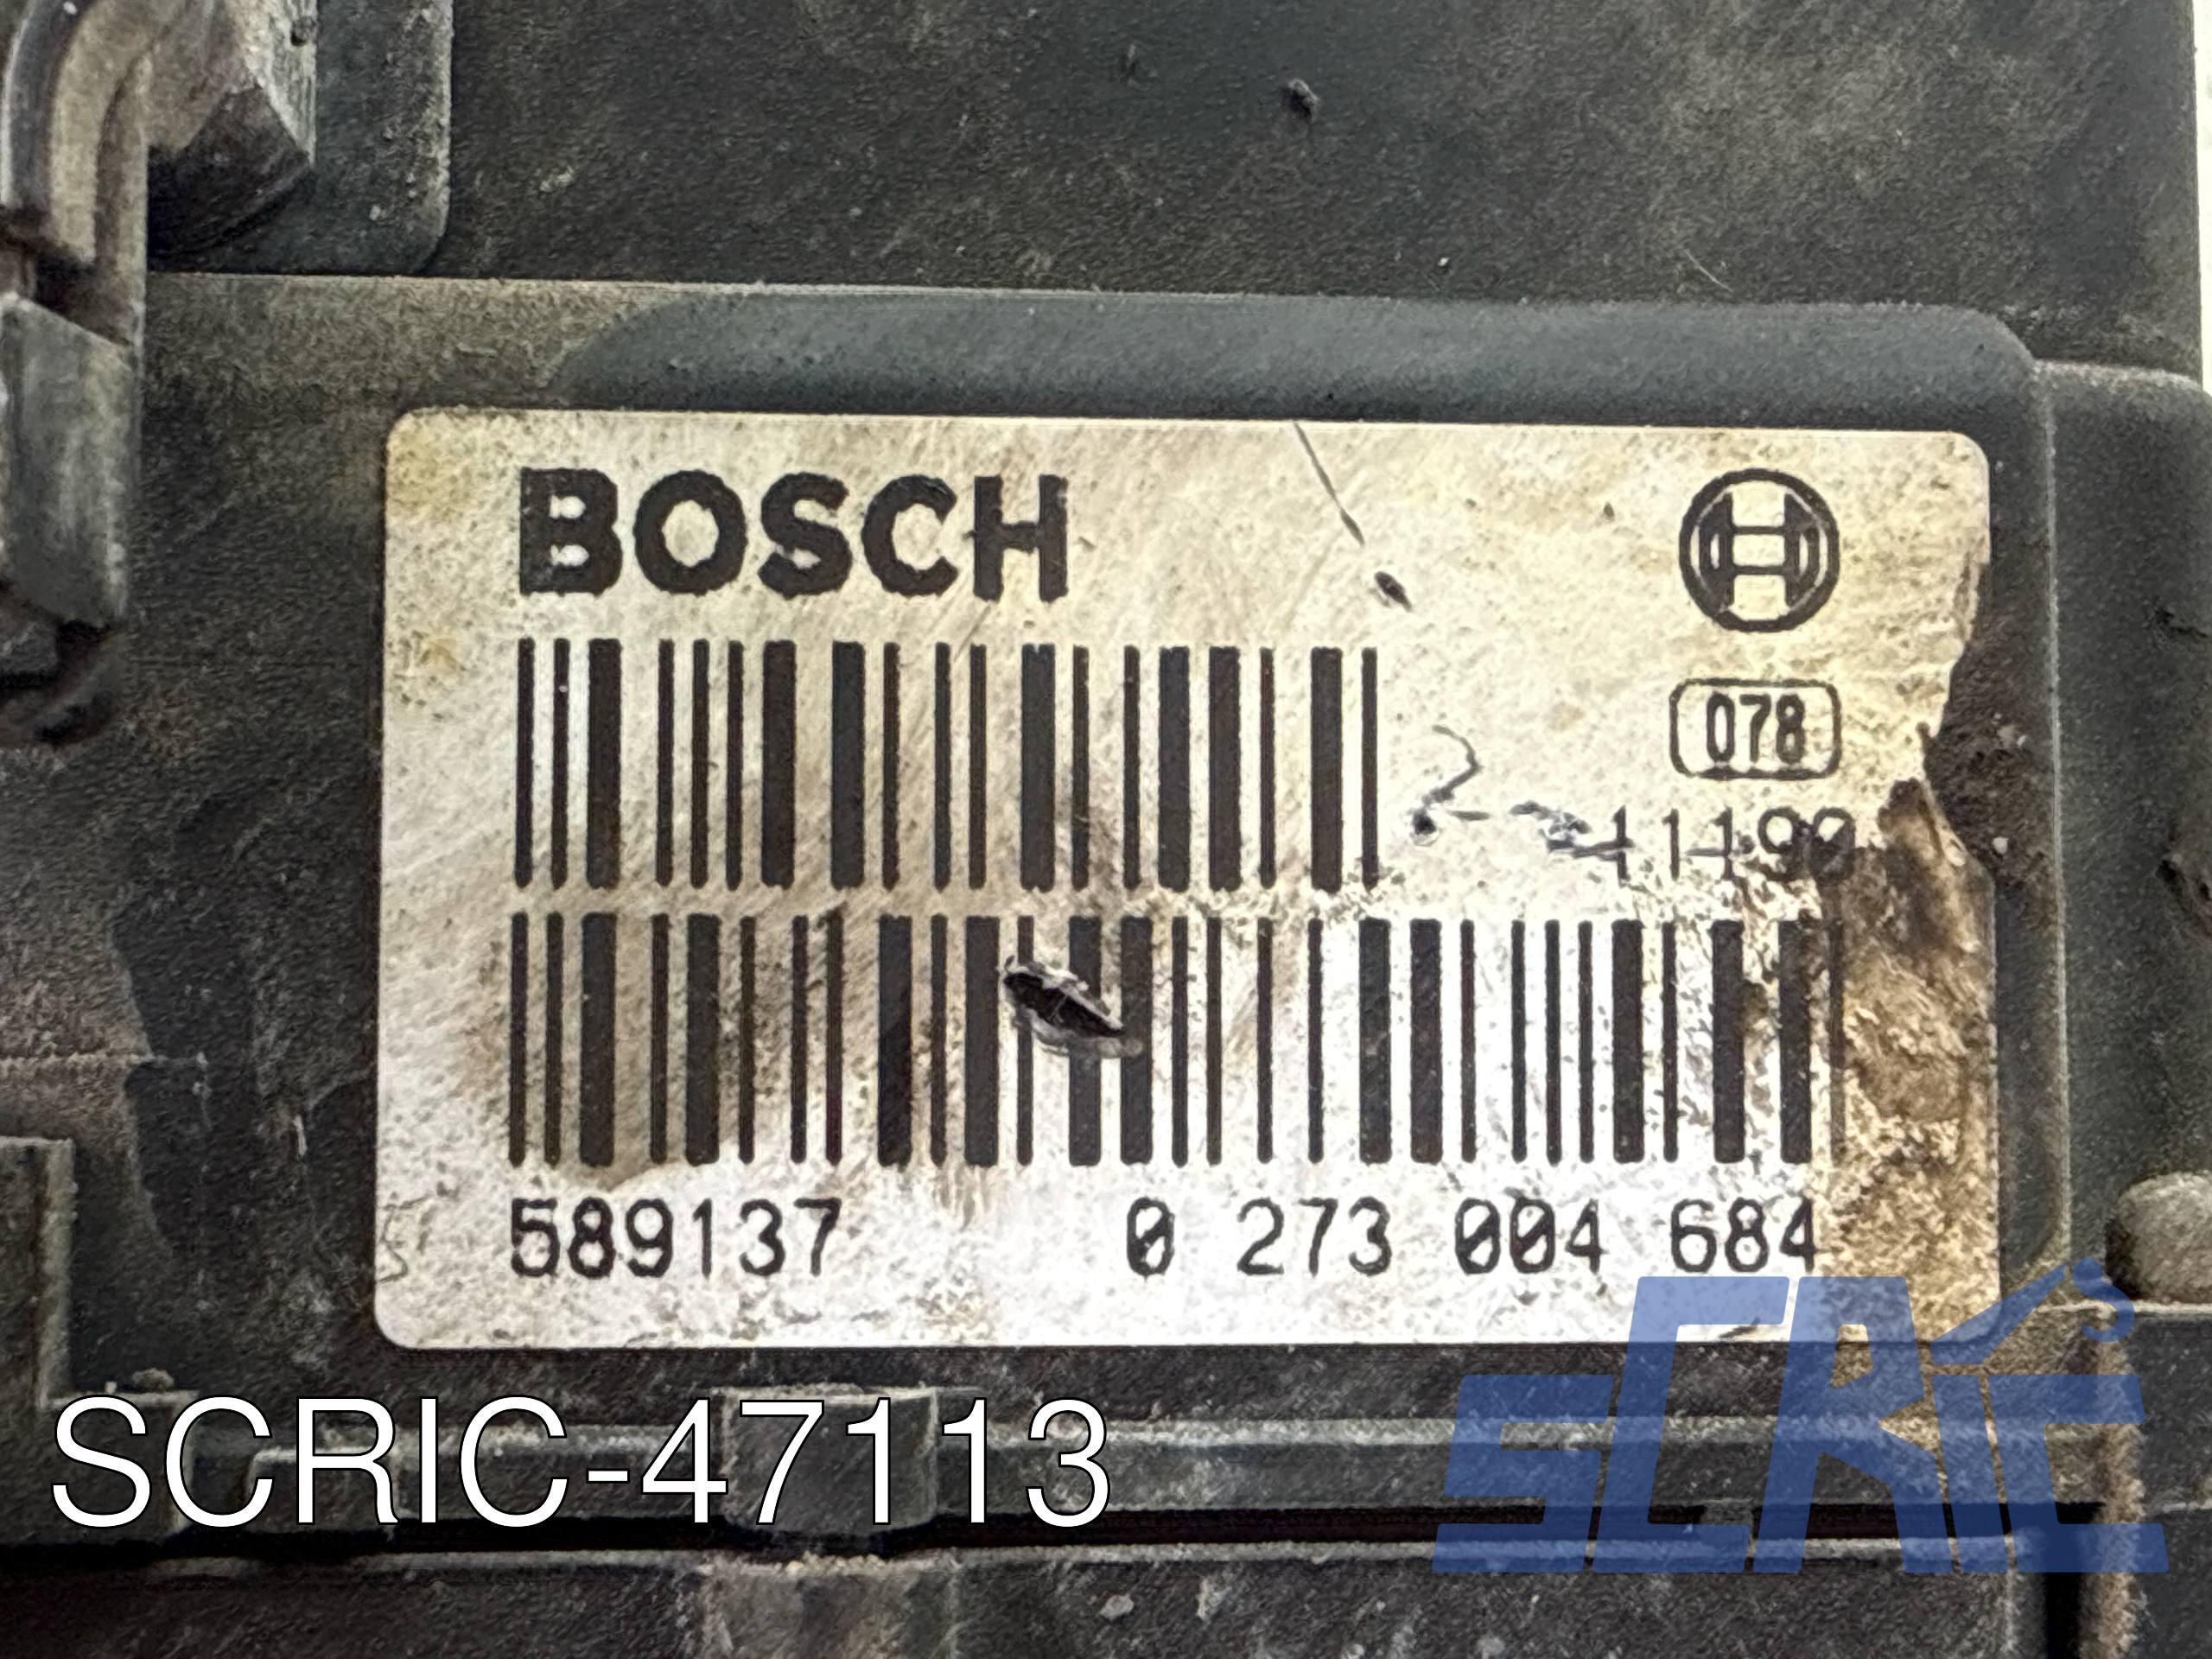 BOSCH
078
11190
589137 0 273 004 684
SCRIC-47113
SCRIC